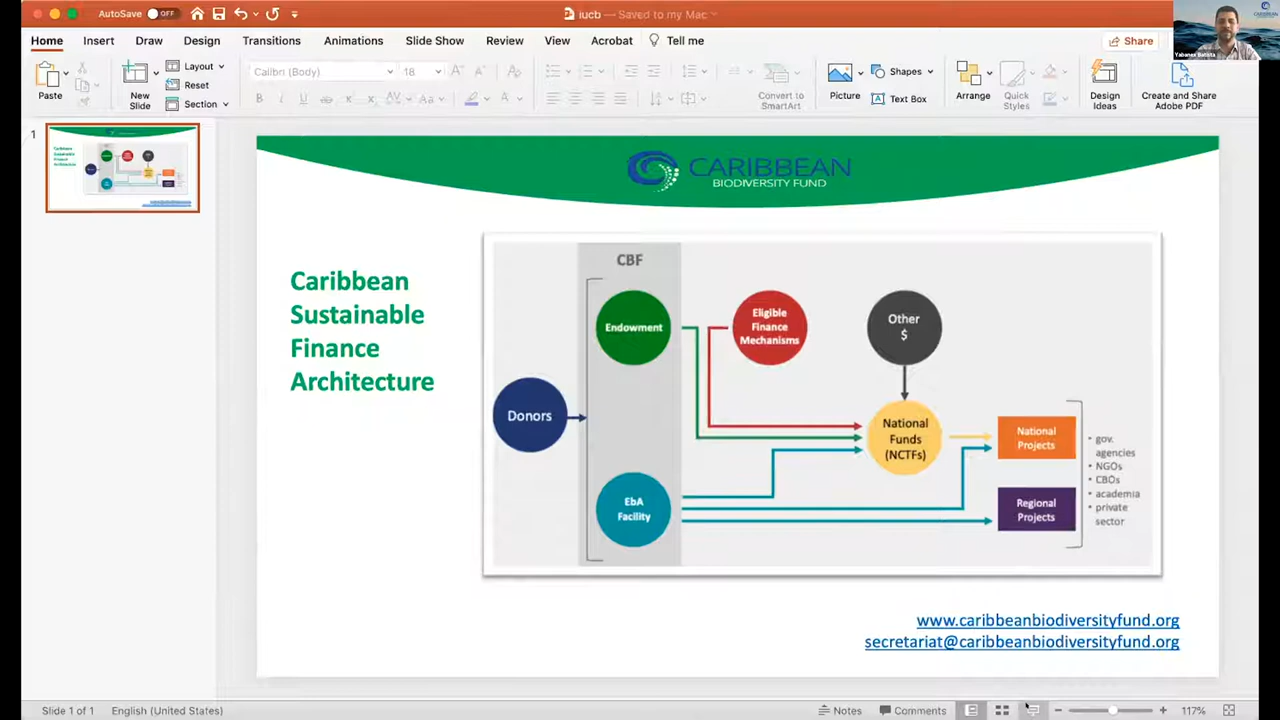 AutoSave OFF
iucb — Saved to my Mac
Home Insert Draw Design Transitions Animations Slide Show Review View Acrobat Tell me
Share
CARIBBEAN
Yabanex Batista
Paste
New Slide
Layout
Reset
Section
Calibri (Body) 18
Convert to SmartArt
Picture
Shapes
Text Box
Arrange
Quick Styles
Design Ideas
Create and Share Adobe PDF
1
CARIBBEAN
BIODIVERSITY FUND
Caribbean
Sustainable
Finance
Architecture
CBF
Donors
Endowment
EbA
Facility
Eligible
Finance
Mechanisms
Other
$
National
Funds
(NCTFs)
National
Projects
Regional
Projects
• gov.
agencies
• NGOs
• CBOs
• academia
• private
sector
www.caribbeanbiodiversityfund.org
secretariat@caribbeanbiodiversityfund.org
Slide 1 of 1 English (United States)
Notes Comments 117%